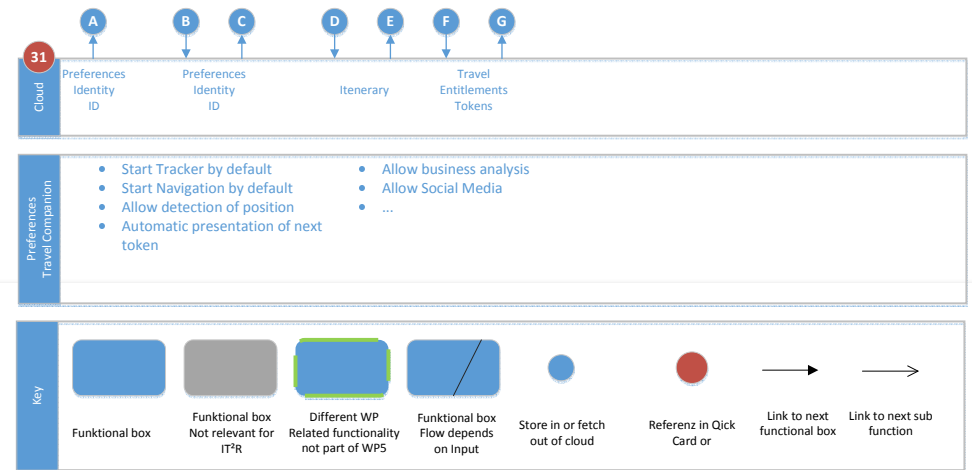 A B C D E F G
31
Cloud
Preferences
Identity
ID
Preferences
Identity
ID
Itenerary
Travel
Entitlements
Tokens
Preferences
Travel Companion
• Start Tracker by default
• Start Navigation by default
• Allow detection of position
• Automatic presentation of next
token
• Allow business analysis
• Allow Social Media
• ...
Key
Funktional box
Funktional box
Not relevant for
IT²R
Different WP
Related functionality
not part of WP5
Funktional box
Flow depends
on Input
Store in or fetch
out of cloud
Referenz in Qick
Card or
Link to next
functional box
Link to next sub
function